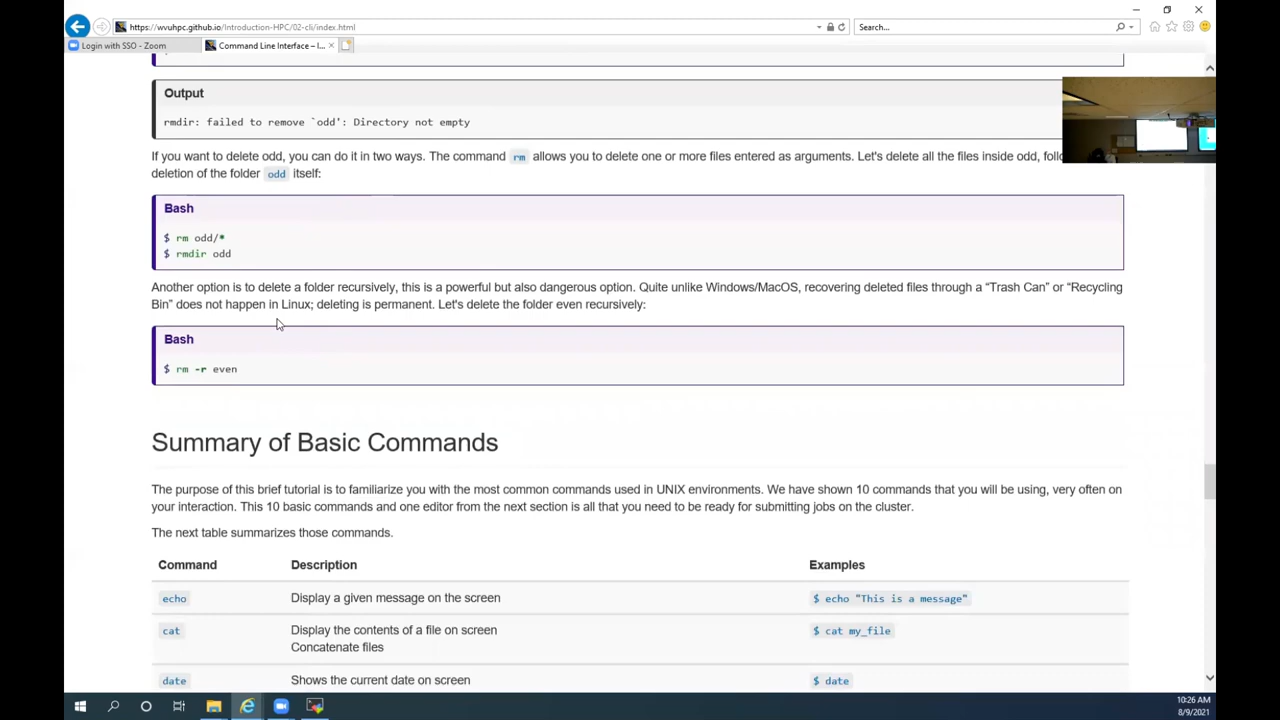 https://wvuhpc.github.io/Introduction-HPC/02-cli/index.html
Search...
Login with SSO - Zoom
Command Line Interface – I...
Output
rmdir: failed to remove `odd': Directory not empty
If you want to delete odd, you can do it in two ways. The command rm allows you to delete one or more files entered as arguments. Let's delete all the files inside odd,
deletion of the folder odd itself:
Bash
$ rm odd/*
$ rmdir odd
Another option is to delete a folder recursively, this is a powerful but also dangerous option. Quite unlike Windows/MacOS, recovering deleted files through a “Trash Can” or “Recycling
Bin” does not happen in Linux; deleting is permanent. Let's delete the folder even recursively:
Bash
$ rm -r even
Summary of Basic Commands
The purpose of this brief tutorial is to familiarize you with the most common commands used in UNIX environments. We have shown 10 commands that you will be using, very often on
your interaction. This 10 basic commands and one editor from the next section is all that you need to be ready for submitting jobs on the cluster.
The next table summarizes those commands.
Command Description Examples
echo Display a given message on the screen $ echo "This is a message"
cat Display the contents of a file on screen $ cat my_file
Concatenate files
date Shows the current date on screen $ date
10:26 AM
8/9/2021